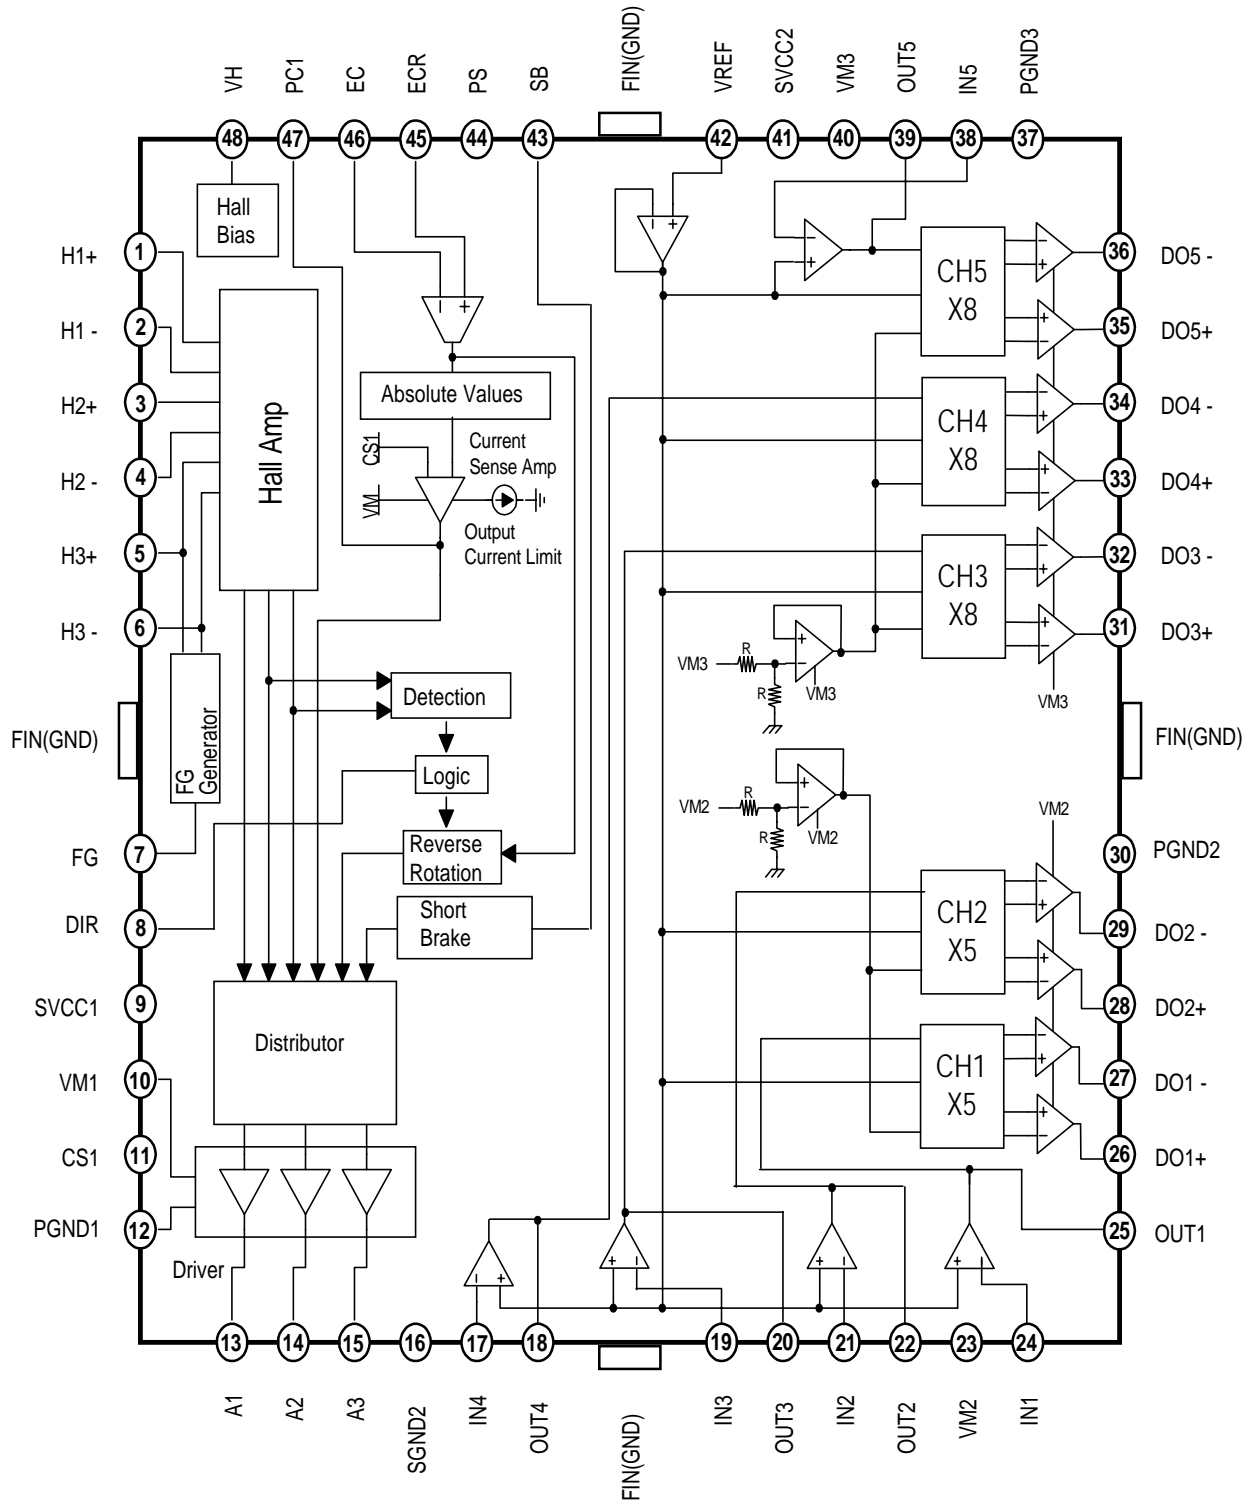 VH
PC1
EC
ECR
PS
SB
FIN(GND)
VREF
SVCC2
VM3
OUT5
IN5
PGND3
48
47
46
45
44
43
42
41
40
39
38
37
Hall
Bias
H1+
1
H1 -
2
H2+
3
H2 -
4
H3+
5
H3 -
6
FIN(GND)
FG
7
DIR
8
SVCC1
9
VM1
10
CS1
11
PGND1
12
Hall Amp
FG
Generator
- +
Absolute Values
CS1
VM
Current
Sense Amp
Output
Current Limit
Detection
Logic
Reverse
Rotation
Short
Brake
Distributor
Driver
- +
-
+
CH5
X8
-
+
+
-
CH4
X8
-
+
+
-
CH3
X8
-
+
+
-
VM3
VM3
R
R
+
-
VM3
VM2
R
R
+
-
VM2
VM2
CH2
X5
-
+
+
-
CH1
X5
-
+
+
-
36
DO5 -
35
DO5+
34
DO4 -
33
DO4+
32
DO3 -
31
DO3+
FIN(GND)
30
PGND2
29
DO2 -
28
DO2+
27
DO1 -
26
DO1+
25
OUT1
- +
+ -
+ -
+ -
13
14
15
16
17
18
19
20
21
22
23
24
A1
A2
A3
SGND2
IN4
OUT4
FIN(GND)
IN3
OUT3
IN2
OUT2
VM2
IN1